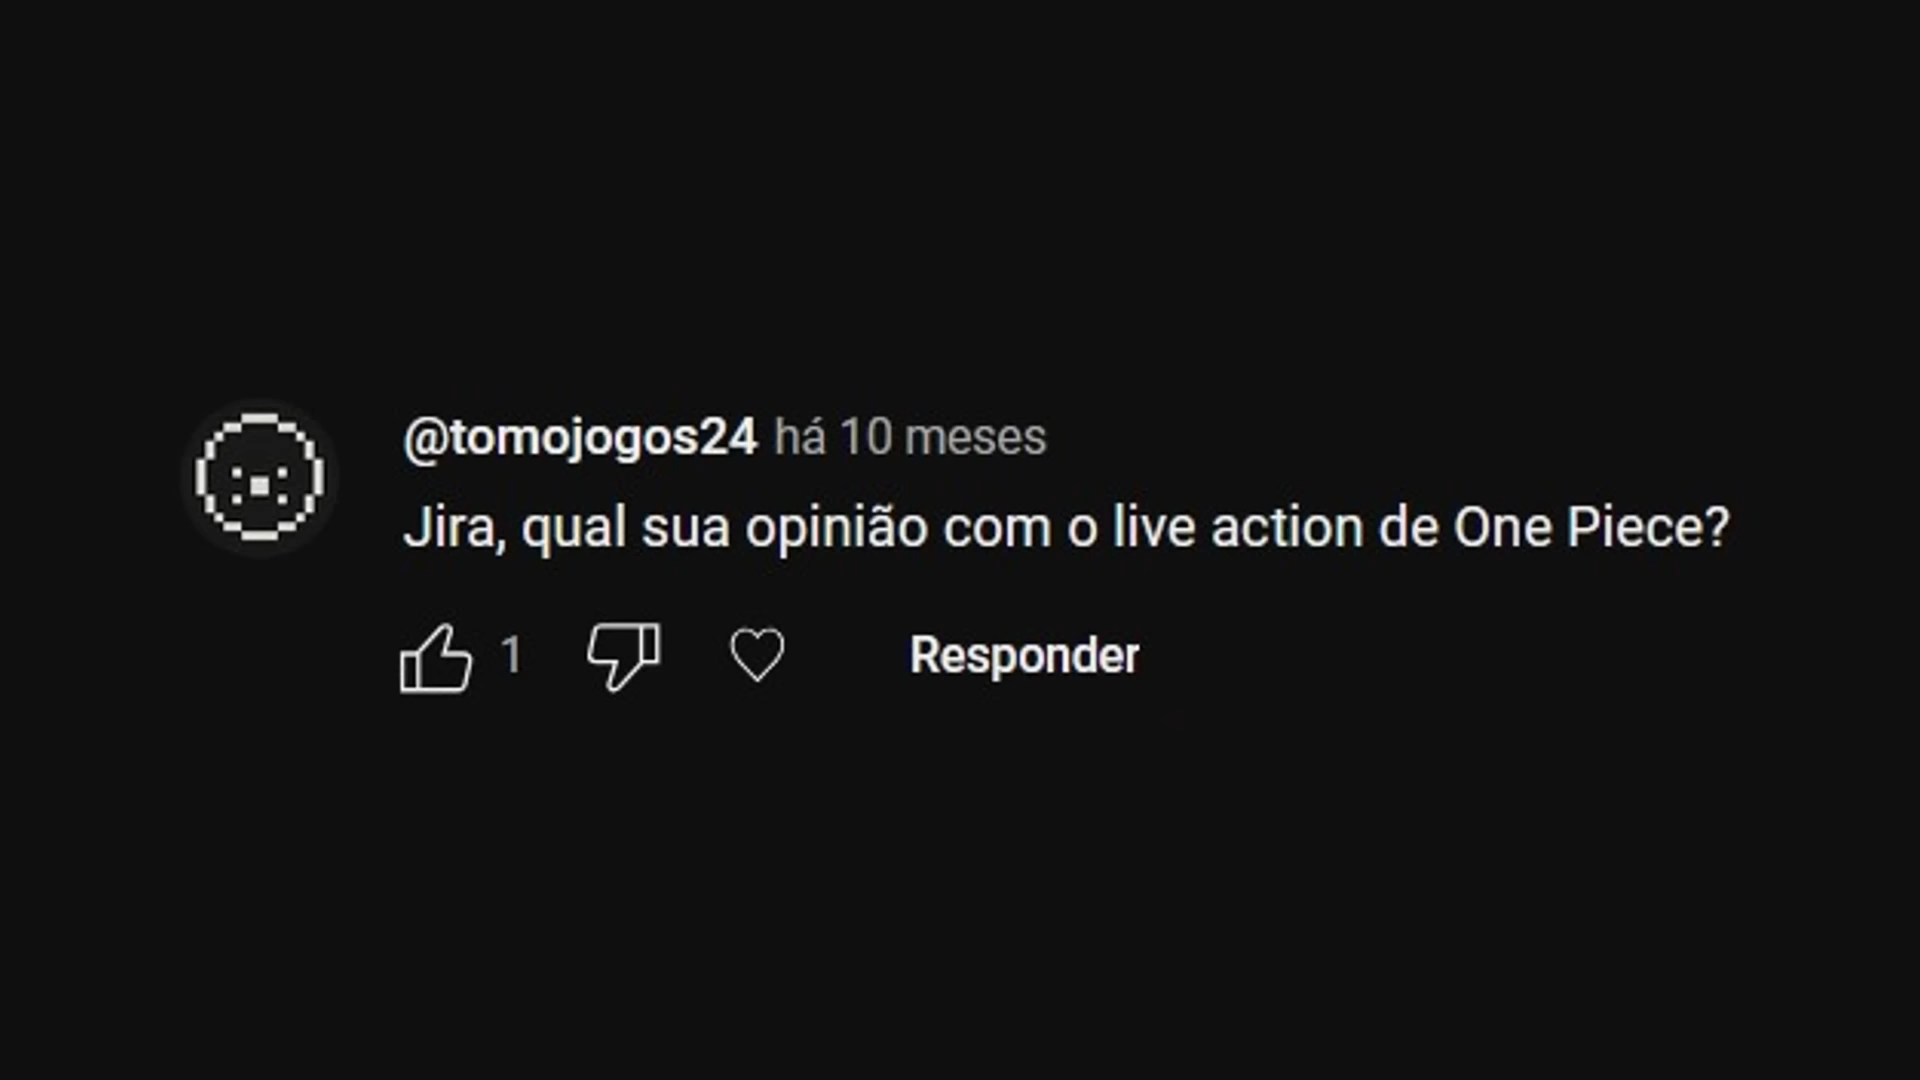 @tomojogos24 há 10 meses
Jira, qual sua opinião com o live action de One Piece?
1 Responder